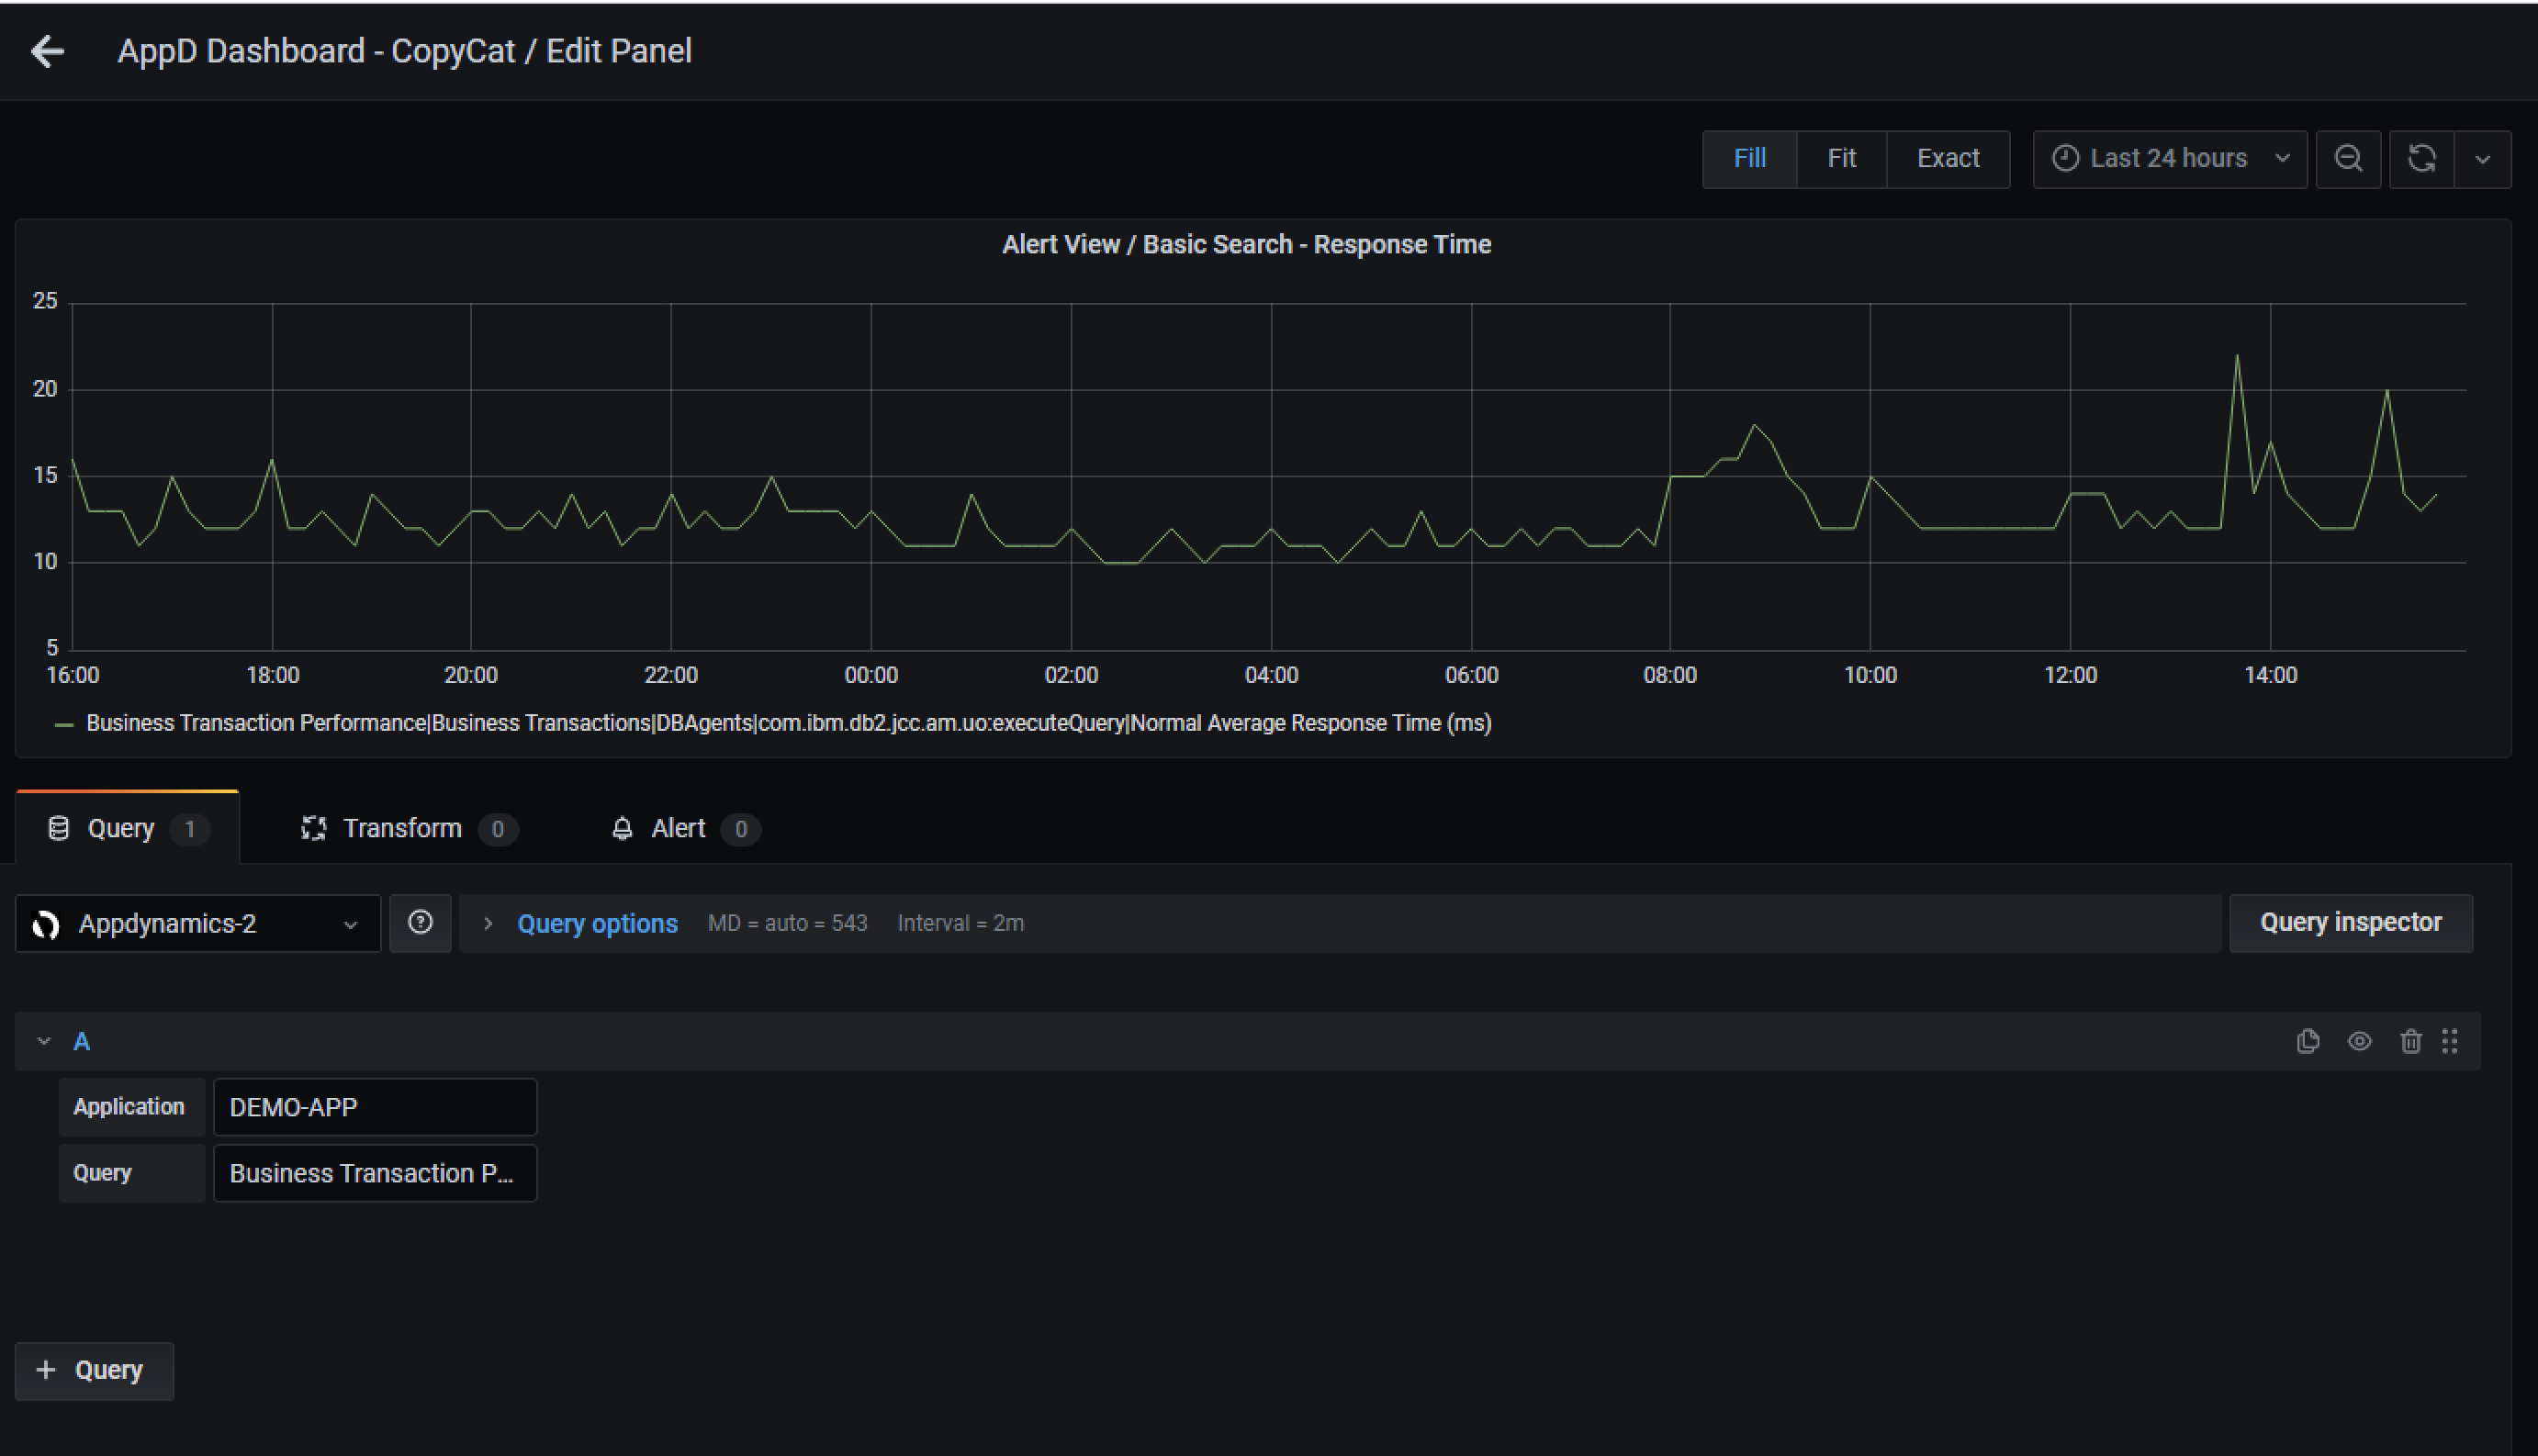 AppD Dashboard - CopyCat / Edit Panel
Fill Fit Exact Last 24 hours
Alert View / Basic Search - Response Time
25
20
15
10
5
16:00 18:00 20:00 22:00 00:00 02:00 04:00 06:00 08:00 10:00 12:00 14:00
Business Transaction Performance|Business Transactions|DBAgents|com.ibm.db2.jcc.am.uo:executeQuery|Normal Average Response Time (ms)
Query 1 Transform 0 Alert 0
Appdynamics-2 Query options MD = auto = 543 Interval = 2m Query inspector
A
Application DEMO-APP
Query Business Transaction P...
+ Query